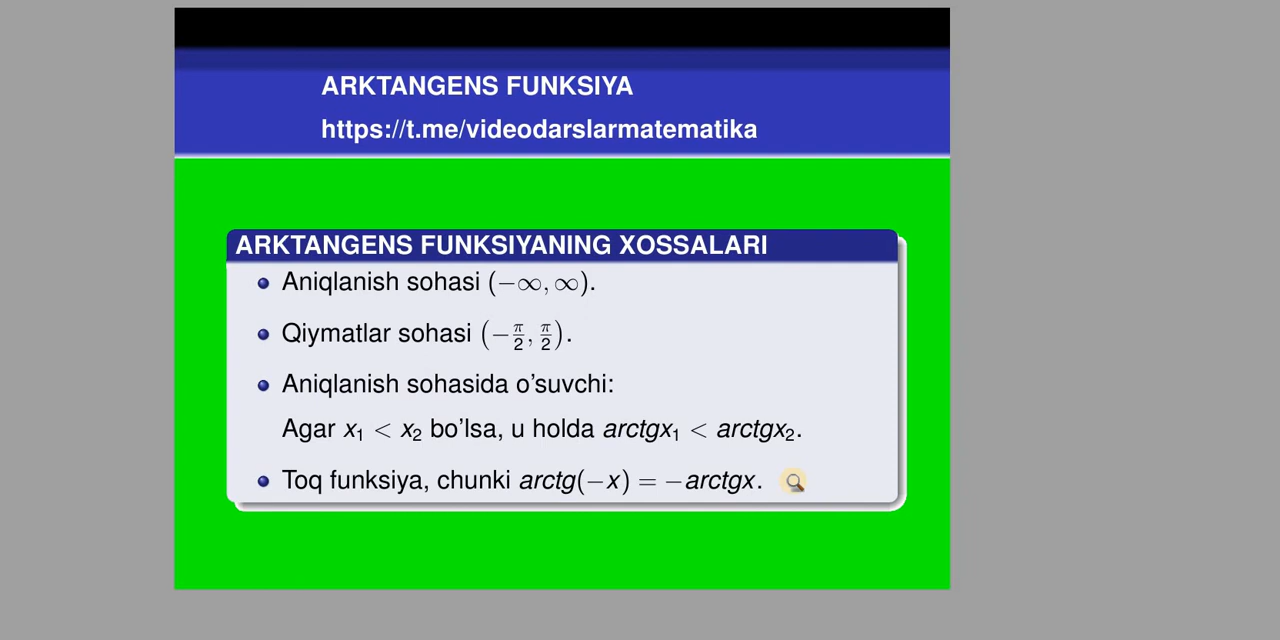 ARKTANGENS FUNKSIYA
https://t.me/videodarslarmatematika
ARKTANGENS FUNKSIYANING XOSSALARI
Aniqlanish sohasi (−∞, ∞).
Qiymatlar sohasi (−π/2, π/2).
Aniqlanish sohasida o'suvchi:
Agar x₁ < x₂ bo'lsa, u holda arctgx₁ < arctgx₂.
Toq funksiya, chunki arctg(−x) = −arctgx.